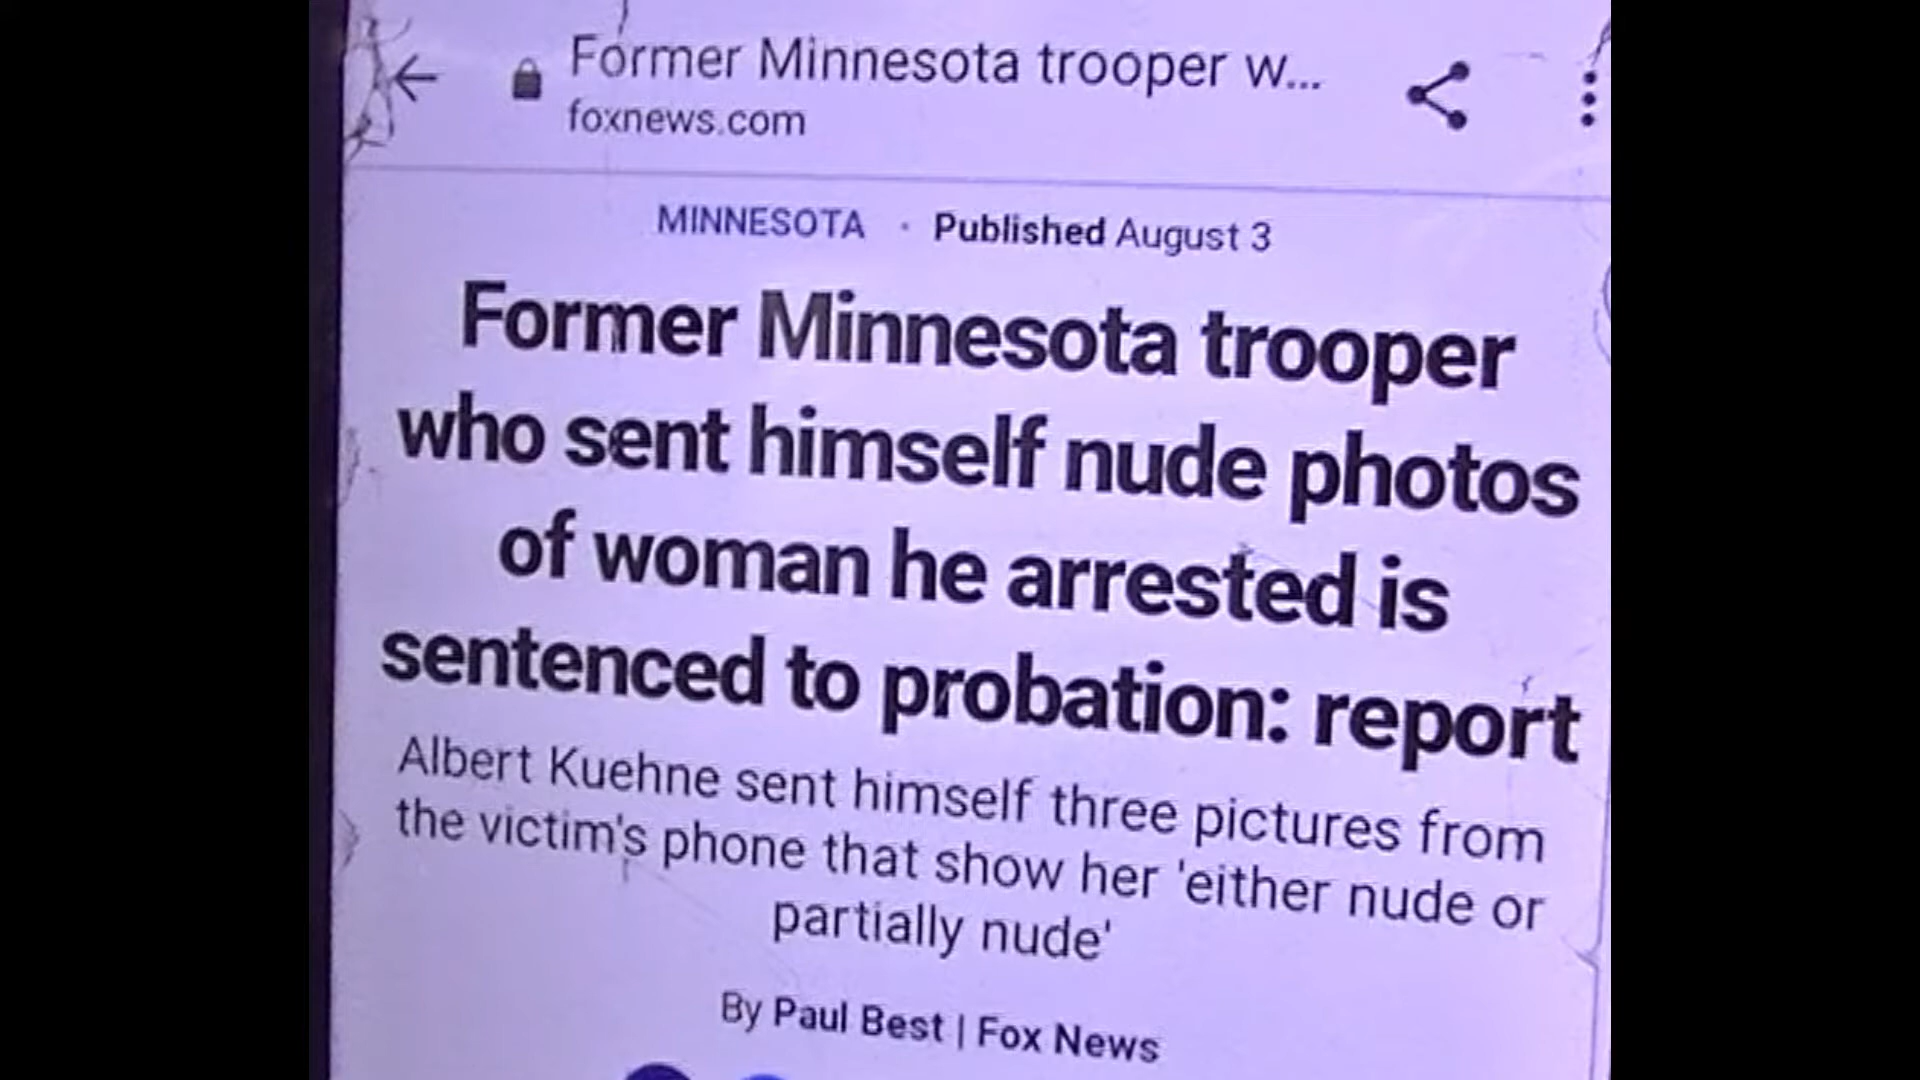 Former Minnesota trooper w...
foxnews.com
MINNESOTA · Published August 3
Former Minnesota trooper
who sent himself nude photos
of woman he arrested is
sentenced to probation: report
Albert Kuehne sent himself three pictures from
the victim's phone that show her 'either nude or
partially nude'
By Paul Best | Fox News